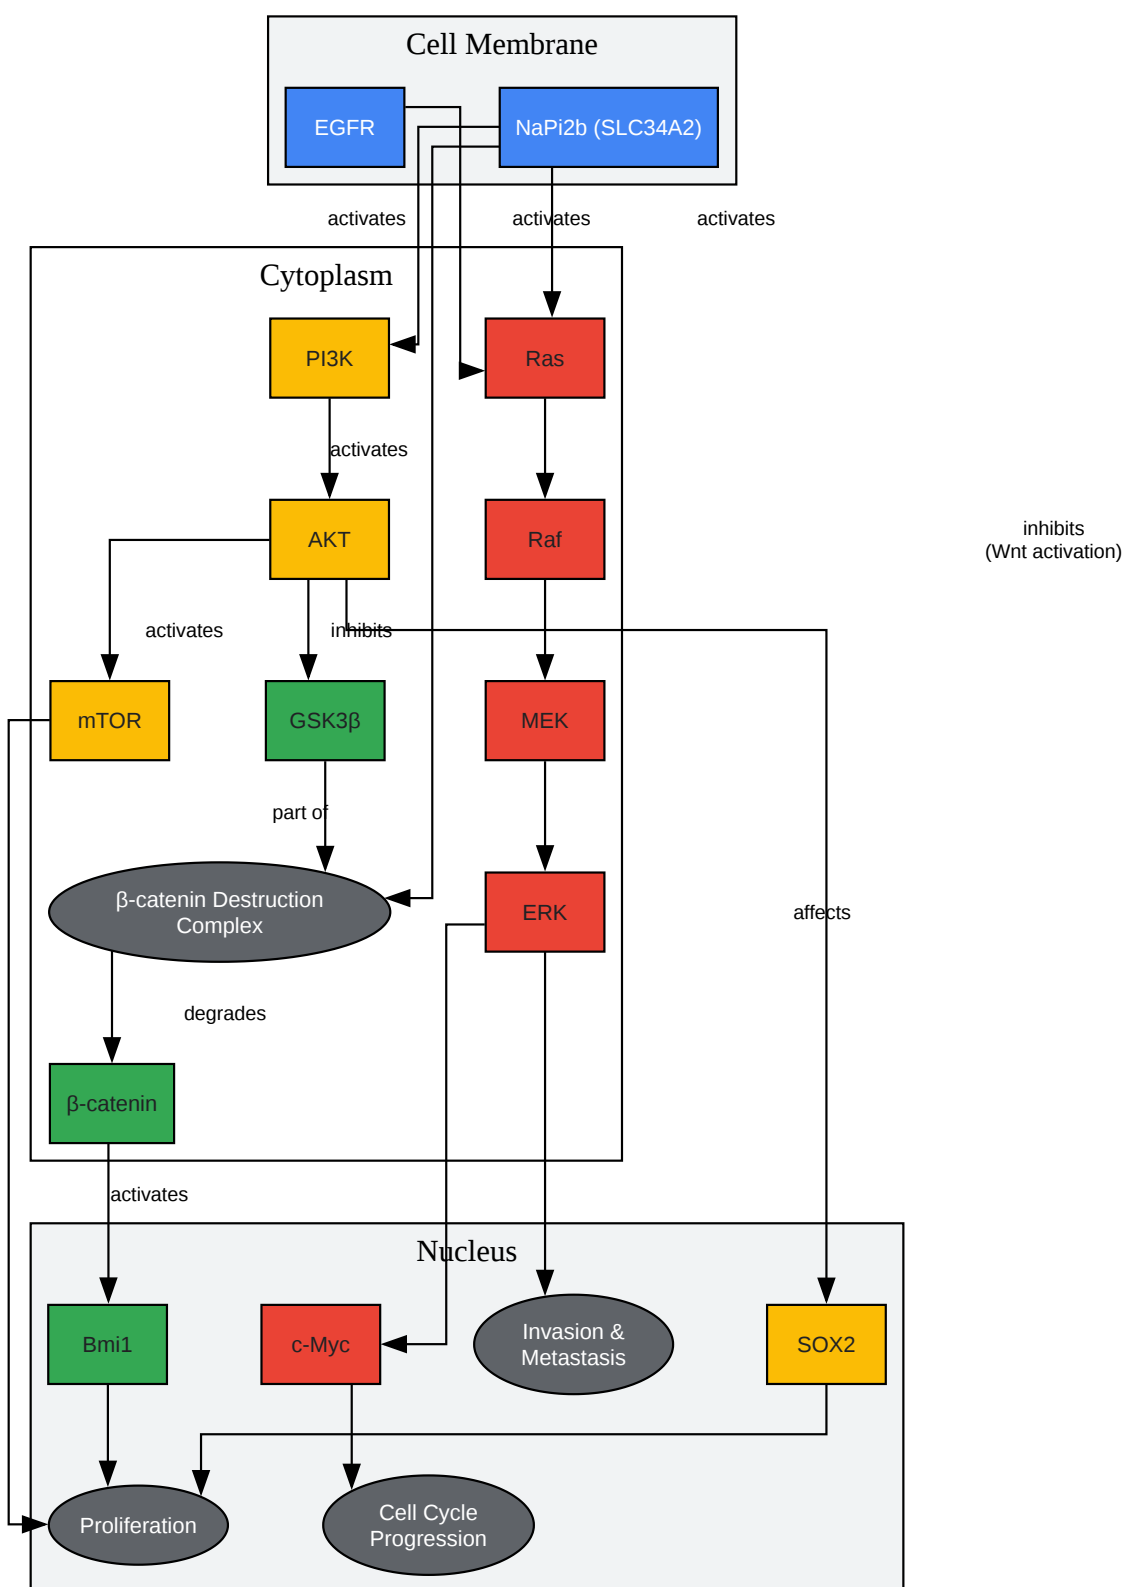 Cell Membrane
EGFR
NaPi2b (SLC34A2)
activates
activates
activates
Cytoplasm
PI3K
Ras
activates
AKT
Raf
inhibits
(Wnt activation)
activates
inhibits
mTOR
GSK3β
MEK
part of
β-catenin Destruction
Complex
ERK
affects
degrades
β-catenin
activates
Nucleus
Bmi1
c-Myc
Invasion &
Metastasis
SOX2
Proliferation
Cell Cycle
Progression